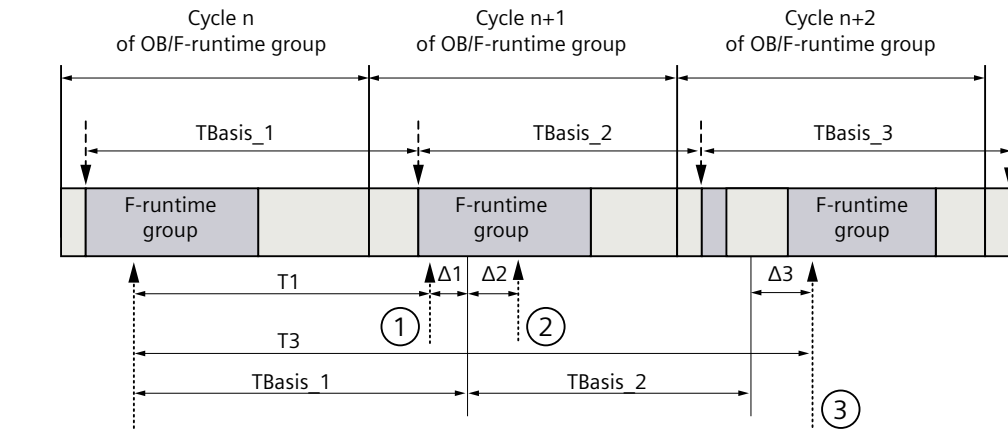 Cycle n
of OB/F-runtime group
Cycle n+1
of OB/F-runtime group
Cycle n+2
of OB/F-runtime group
TBasis_1
TBasis_2
TBasis_3
F-runtime
group
F-runtime
group
F-runtime
group
T1
Δ1
Δ2
Δ3
1
2
T3
TBasis_1
TBasis_2
3